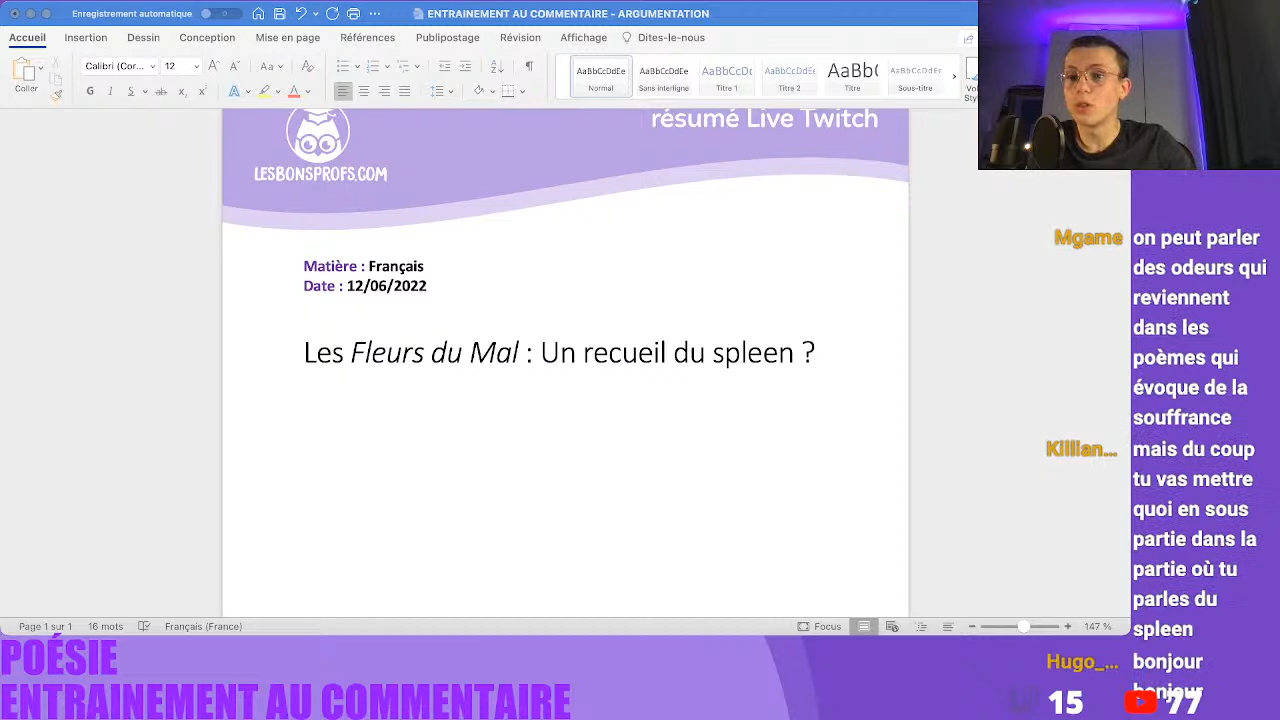 Enregistrement automatique
ENTRAINEMENT AU COMMENTAIRE - ARGUMENTATION
Accueil Insertion Dessin Conception Mise en page Références Publipostage Révision Affichage Dites-le-nous
Coller
Calibri (Cor... 12
AaBbCcDdEe AaBbCcDdEe AaBbCcDc AaBbCcDdEe AaBb( AaBbCcDdEe
Normal Sans interligne Titre 1 Titre 2 Titre Sous-titre
résumé Live Twitch
LESBONSPROFS.COM
Matière : Français
Date : 12/06/2022
Les Fleurs du Mal : Un recueil du spleen ?
Page 1 sur 1 16 mots Français (France) Focus 147 %
POÉSIE
ENTRAINEMENT AU COMMENTAIRE
Mgame on peut parler
des odeurs qui
reviennent
dans les
poèmes qui
évoque de la
souffrance
Killian... mais du coup
tu vas mettre
quoi en sous
partie dans la
partie où tu
parles du
spleen
Hugo_... bonjour
bonjour
15 77